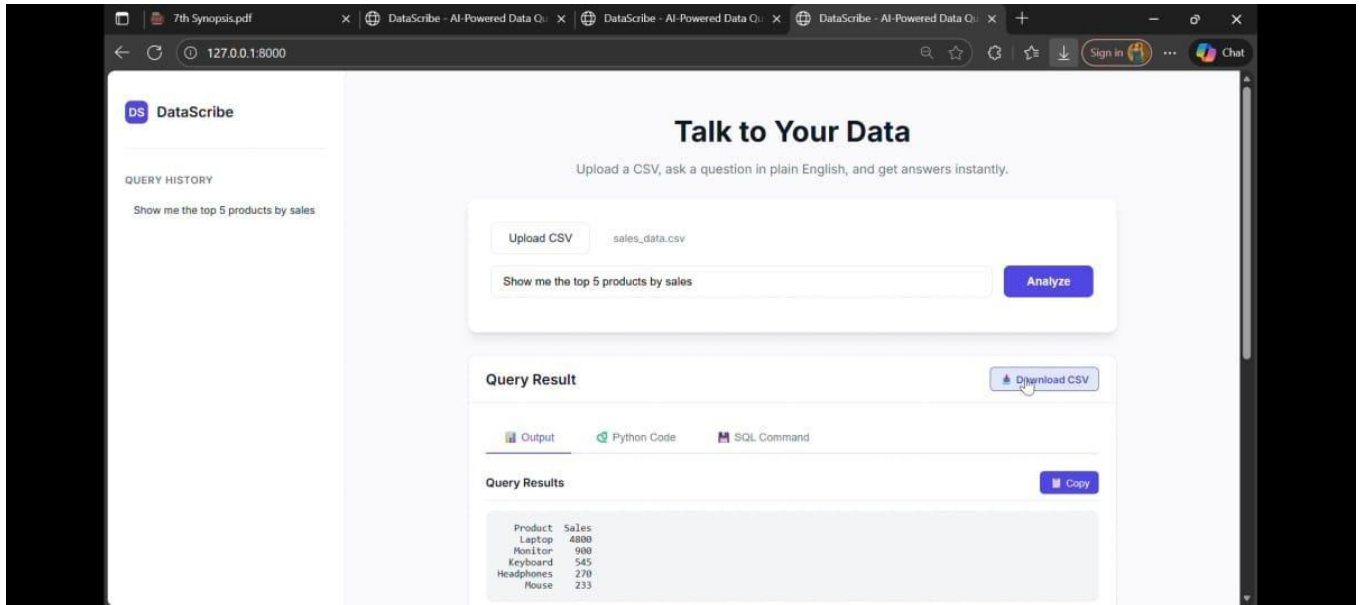 7th Synopsis.pdf
DataScribe - AI-Powered Data Qu
DataScribe - AI-Powered Data Qu
DataScribe - AI-Powered Data Qu
127.0.0.1:8000
Sign in
Chat
DS DataScribe
QUERY HISTORY
Show me the top 5 products by sales
Talk to Your Data
Upload a CSV, ask a question in plain English, and get answers instantly.
Upload CSV sales_data.csv
Show me the top 5 products by sales Analyze
Query Result Download CSV
Output Python Code SQL Command
Query Results Copy
Product Sales
Laptop 4800
Monitor 900
Keyboard 545
Headphones 270
Mouse 233